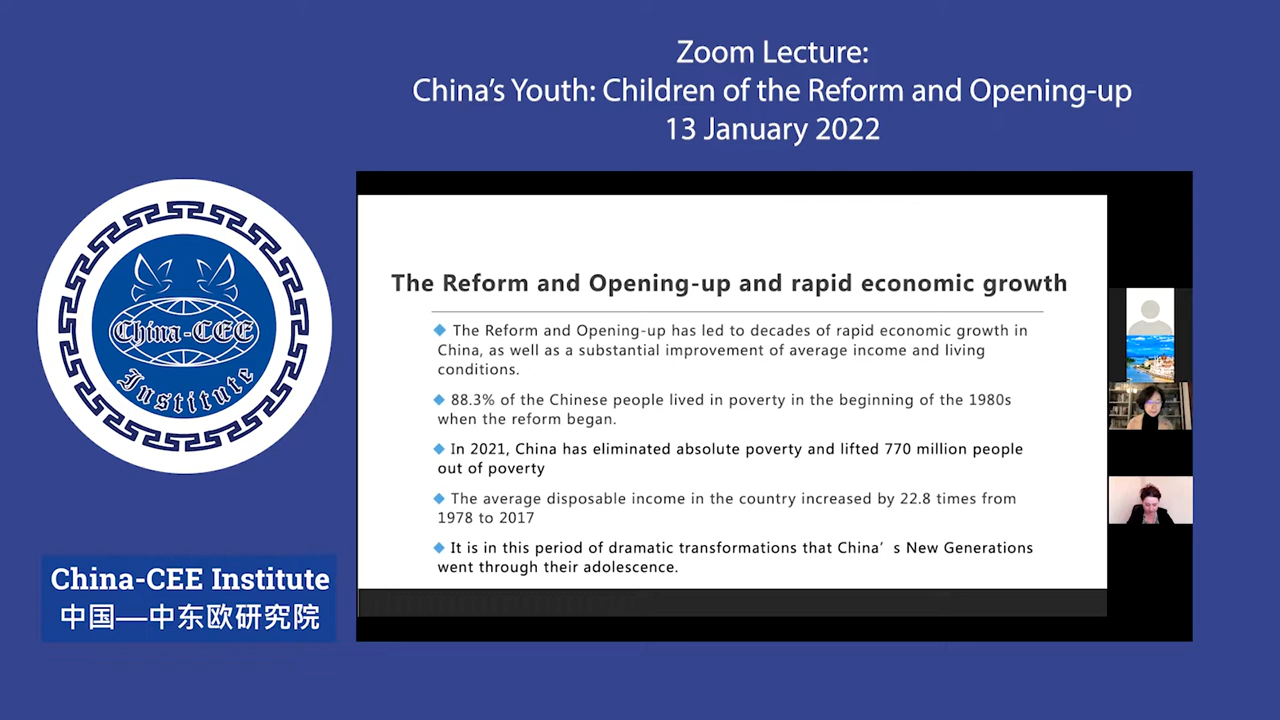 Zoom Lecture:
China's Youth: Children of the Reform and Opening-up
13 January 2022
China-CEE
Institute
China-CEE Institute
中国—中东欧研究院
The Reform and Opening-up and rapid economic growth
The Reform and Opening-up has led to decades of rapid economic growth in
China, as well as a substantial improvement of average income and living
conditions.
88.3% of the Chinese people lived in poverty in the beginning of the 1980s
when the reform began.
In 2021, China has eliminated absolute poverty and lifted 770 million people
out of poverty
The average disposable income in the country increased by 22.8 times from
1978 to 2017
It is in this period of dramatic transformations that China's New Generations
went through their adolescence.